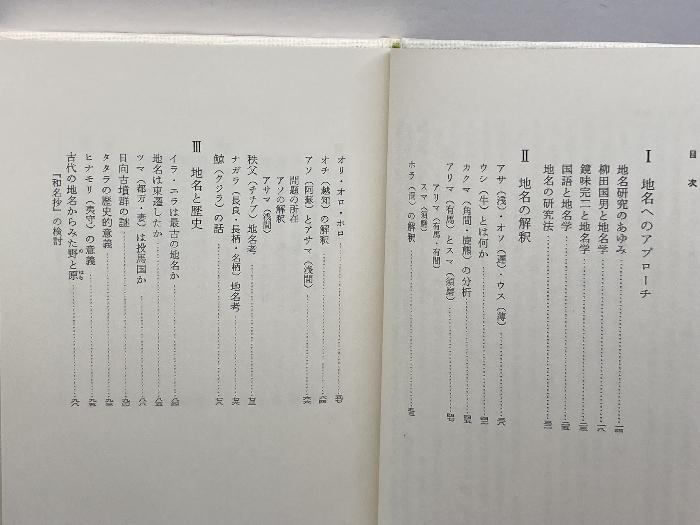 目次
Ⅰ 地名へのアプローチ
地名研究のあゆみ
柳田国男と地名学
鏡味完二と地名学
国語と地名学
地名の研究法
Ⅱ 地名の解釈
アサ（浅）・オソ（遅）・ウス（薄）
ウシ（牛）とは何か
カクマ（角間・鹿熊）の分析
アリマ（有馬）とスマ（須磨）
アリマ（有馬・有間）
スマ（須磨）
ホラ（洞）の解釈
オリ・オロ・ホロ
オチ（越知）の解釈
アソ（阿蘇）とアサマ（浅間）
問題の所在
アソの解釈
アサマ（浅間）
秩父（チチブ）地名考
ナガラ（長良・長柄・名柄）地名考
鯨（クジラ）の話
Ⅲ 地名と歴史
イラ・ニラは最古の地名か
地名は東遷したか
ツマ（都万・妻）は投馬国か
日向古墳群の謎
タタラの歴史的意義
ヒナモリ（夷守）の意義
古代の地名からみた野と原
『和名抄』の検討